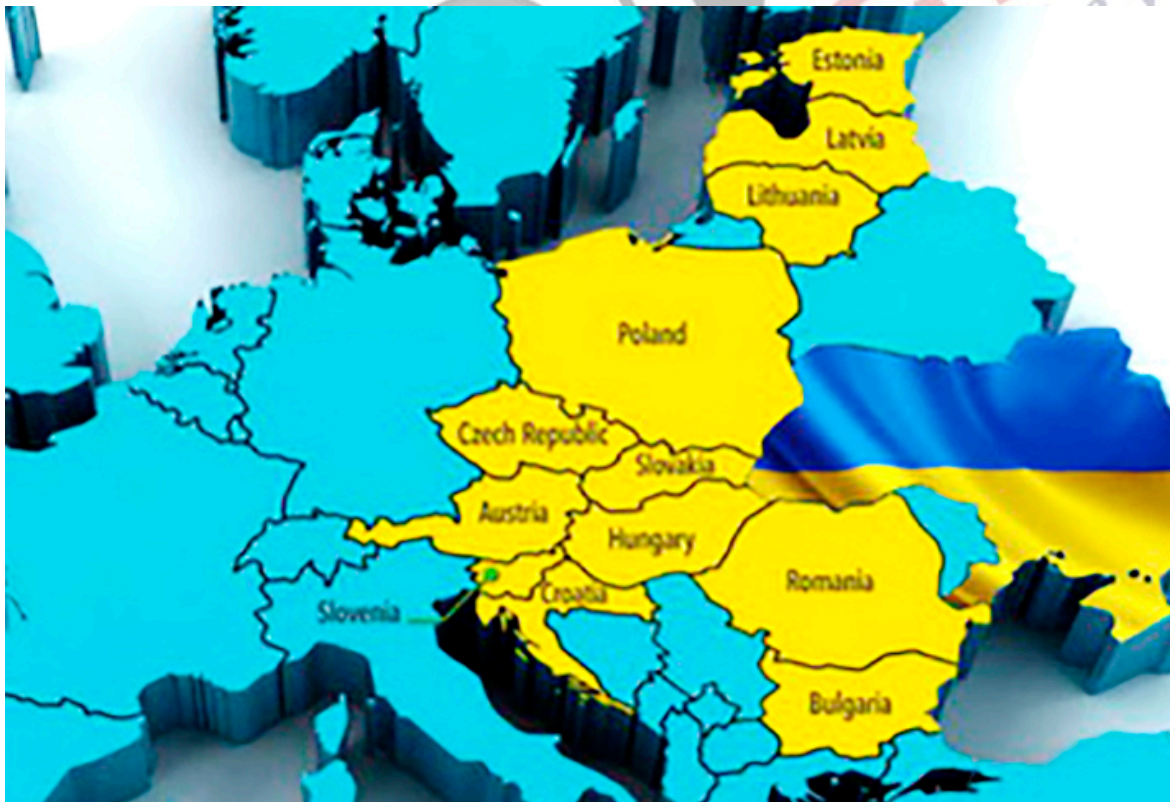 Estonia
Latvia
Lithuania
Poland
Czech Republic
Slovakia
Austria
Hungary
Romania
Croatia
Slovenia
Bulgaria